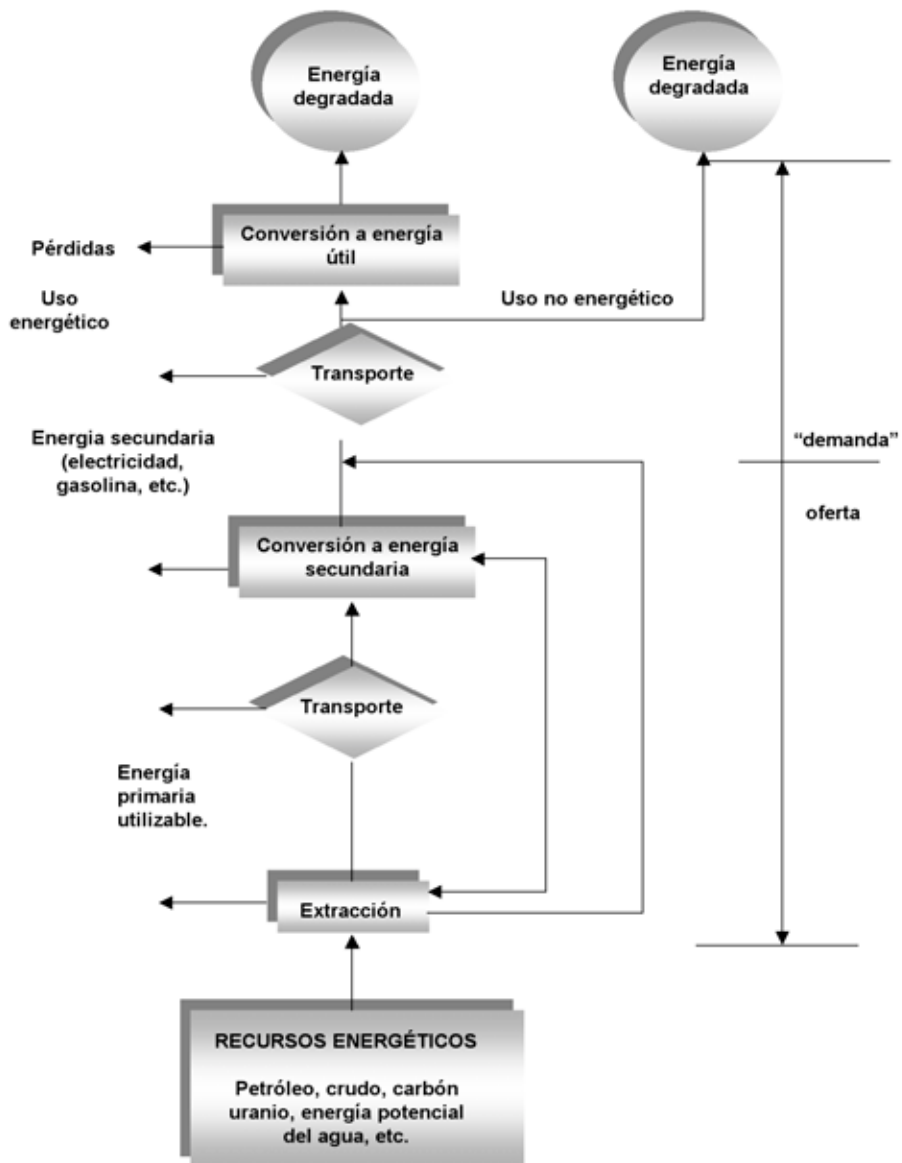 Energía
degradada
Energía
degradada
Conversión a energía
útil
Pérdidas
Uso
energético
Uso no energético
Transporte
Energia secundaria
(electricidad,
gasolina, etc.)
“demanda”
oferta
Conversión a energía
secundaria
Transporte
Energía
primaria
utilizable.
Extracción
RECURSOS ENERGÉTICOS
Petróleo, crudo, carbón
uranio, energía potencial
del agua, etc.